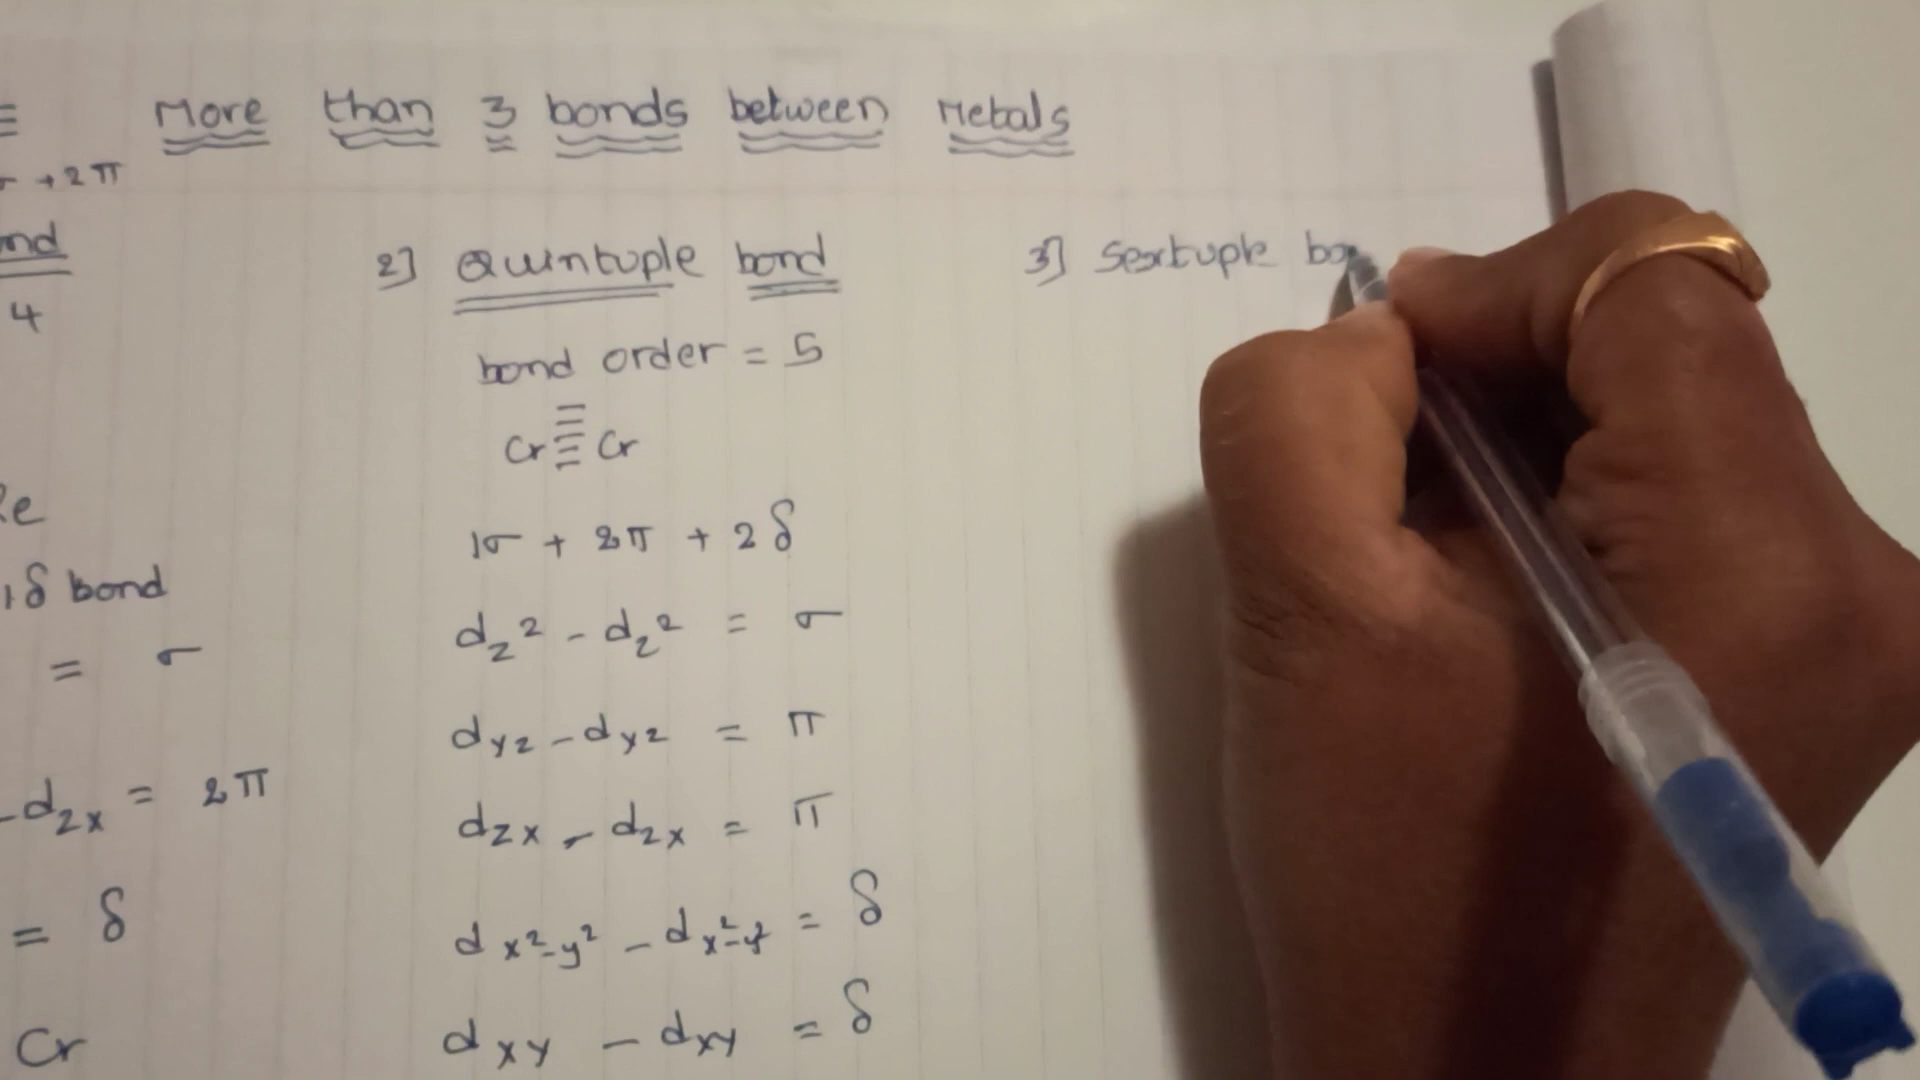 ≡ More than 3 bonds between Metals
σ + 2π
nd
4
le
1δ bond
= σ
- dzx = 2π
= δ
Cr
2] Quintuple bond
bond order = 5
Cr ≣ Cr
1σ + 2π + 2δ
dz² - dz² = σ
dyz - dyz = π
dzx - dzx = π
dx²-y² - dx²-y² = δ
dxy - dxy = δ
3] Sextuple bo